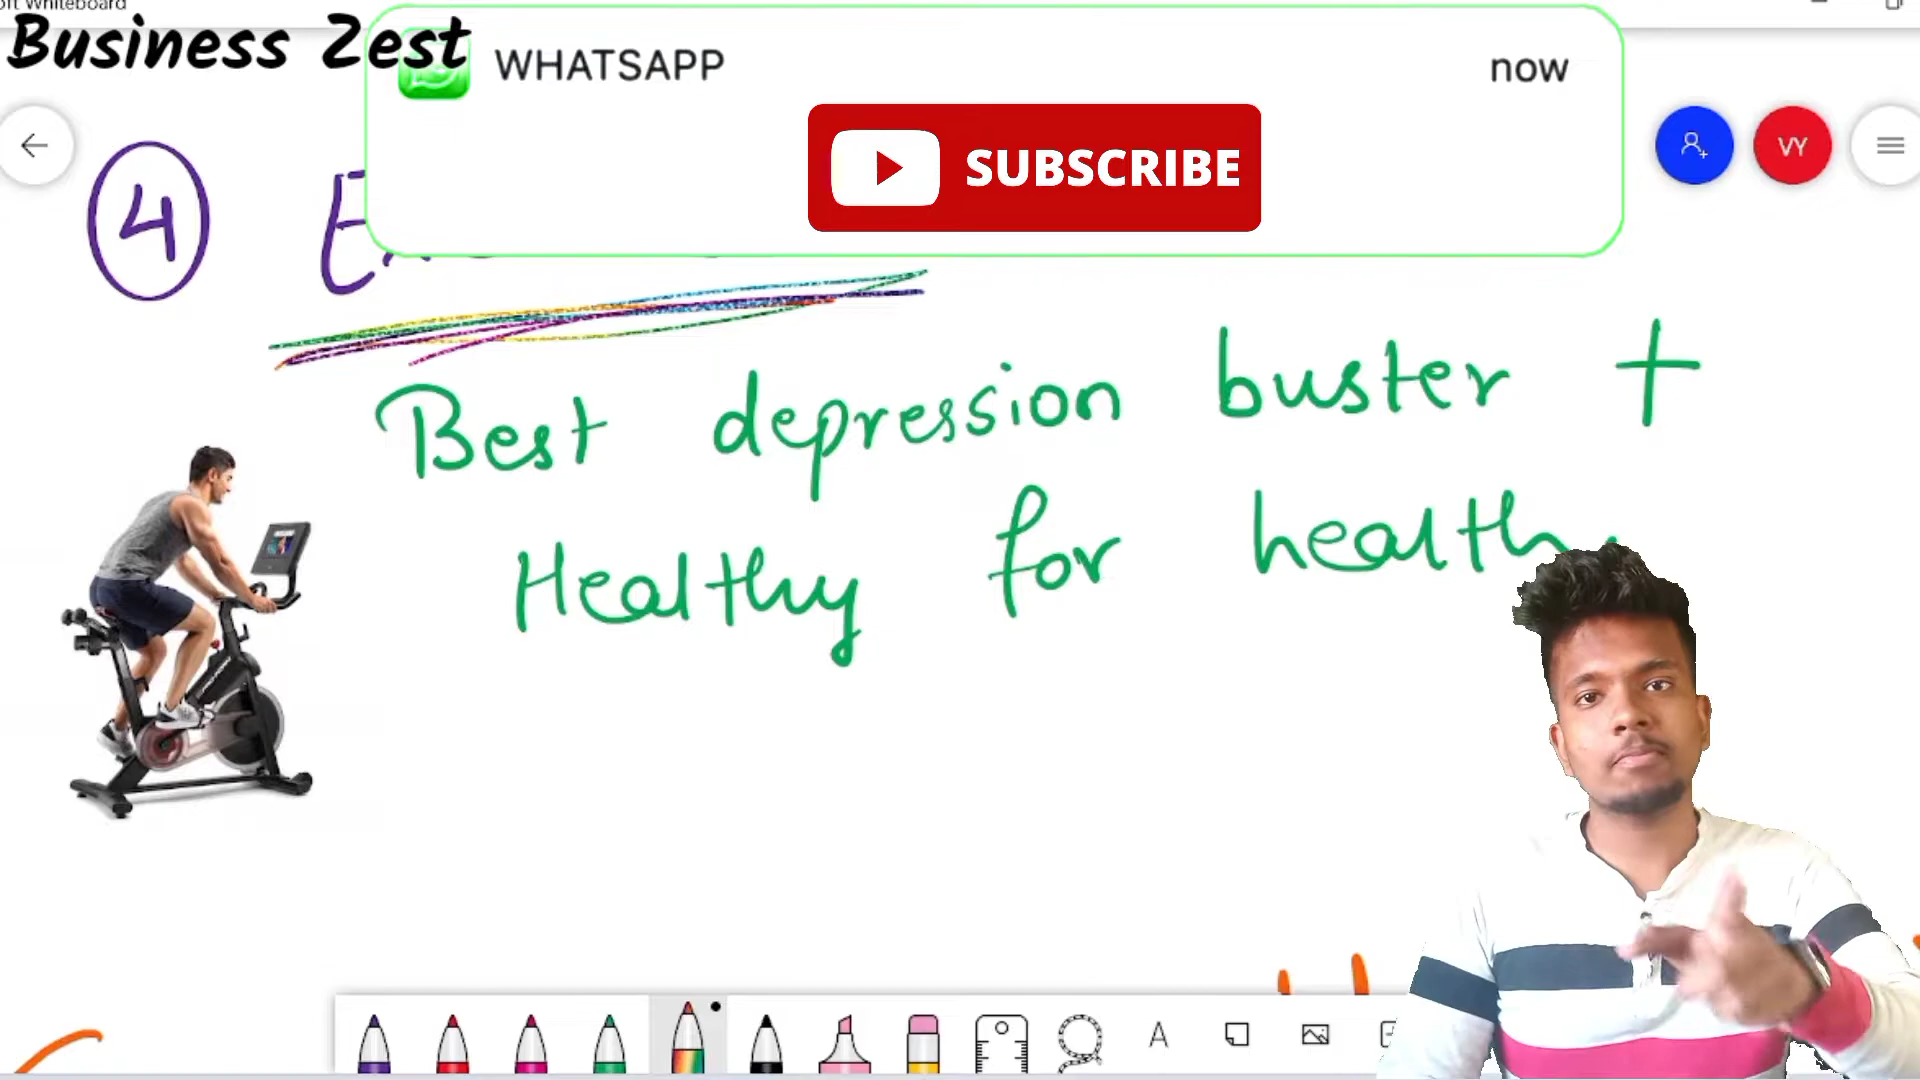 Business Zest
WHATSAPP
now
SUBSCRIBE
VY
4
Best depression buster +
Healthy for health
A